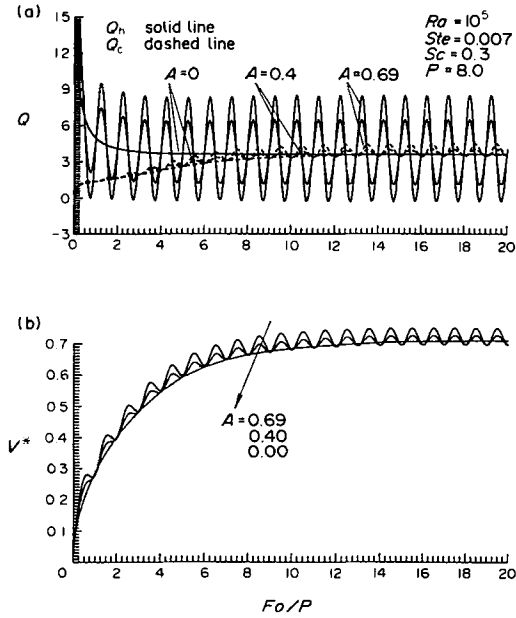 (a)
15
12
9
6
3
0
-3
Q
Qh solid line
Qc dashed line
A=0 A=0.4 A=0.69
Ra = 10⁵
Ste = 0.007
Sc = 0.3
P = 8.0
0 2 4 6 8 10 12 14 16 18 20
(b)
0.7
0.6
0.5
0.4
0.3
0.2
0.1
V*
A = 0.69
0.40
0.00
0 2 4 6 8 10 12 14 16 18 20
Fo/P